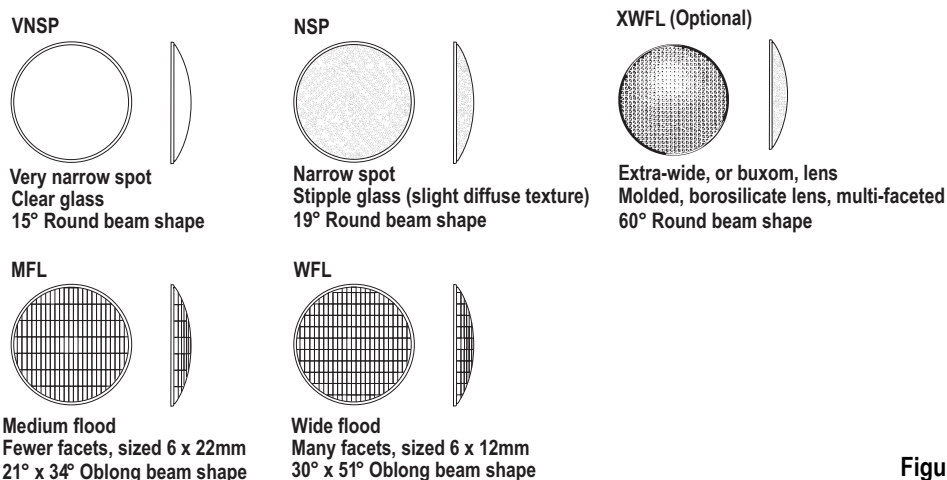 VNSP
Very narrow spot
Clear glass
15° Round beam shape
NSP
Narrow spot
Stipple glass (slight diffuse texture)
19° Round beam shape
XWFL (Optional)
Extra-wide, or buxom, lens
Molded, borosilicate lens, multi-faceted
60° Round beam shape
MFL
Medium flood
Fewer facets, sized 6 x 22mm
21° x 34° Oblong beam shape
WFL
Wide flood
Many facets, sized 6 x 12mm
30° x 51° Oblong beam shape
Figu